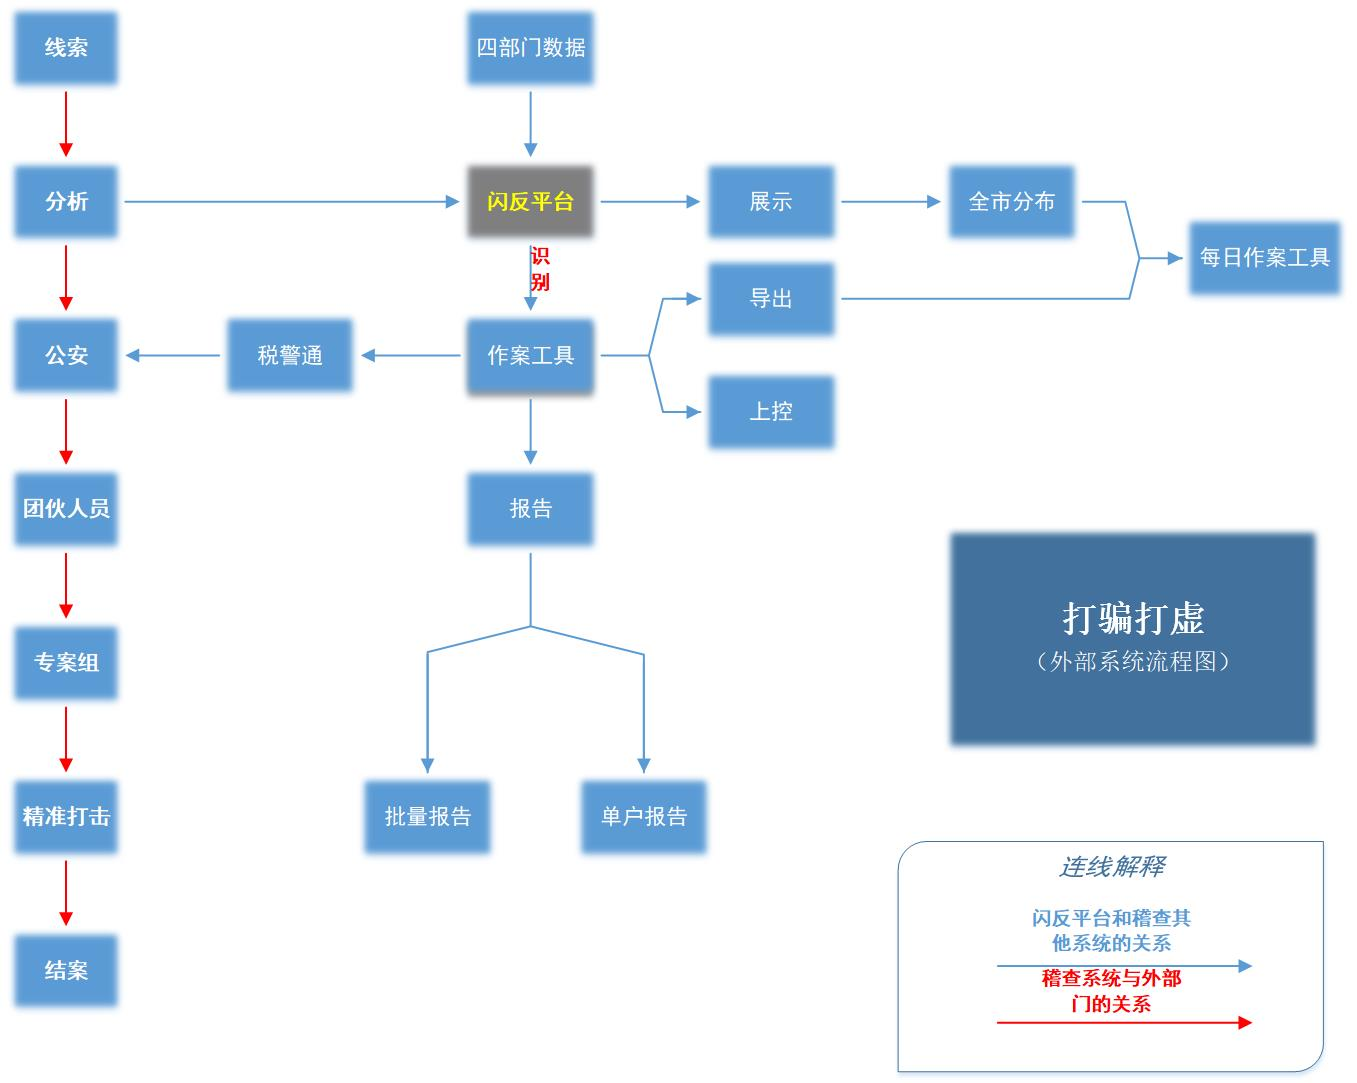 线索
四部门数据
分析
闪反平台
展示
全市分布
每日作案工具
识
别
导出
公安
税警通
作案工具
上控
团伙人员
报告
打骗打虚
（外部系统流程图）
专案组
精准打击
批量报告
单户报告
连线解释
闪反平台和稽查其
他系统的关系
稽查系统与外部
门的关系
结案